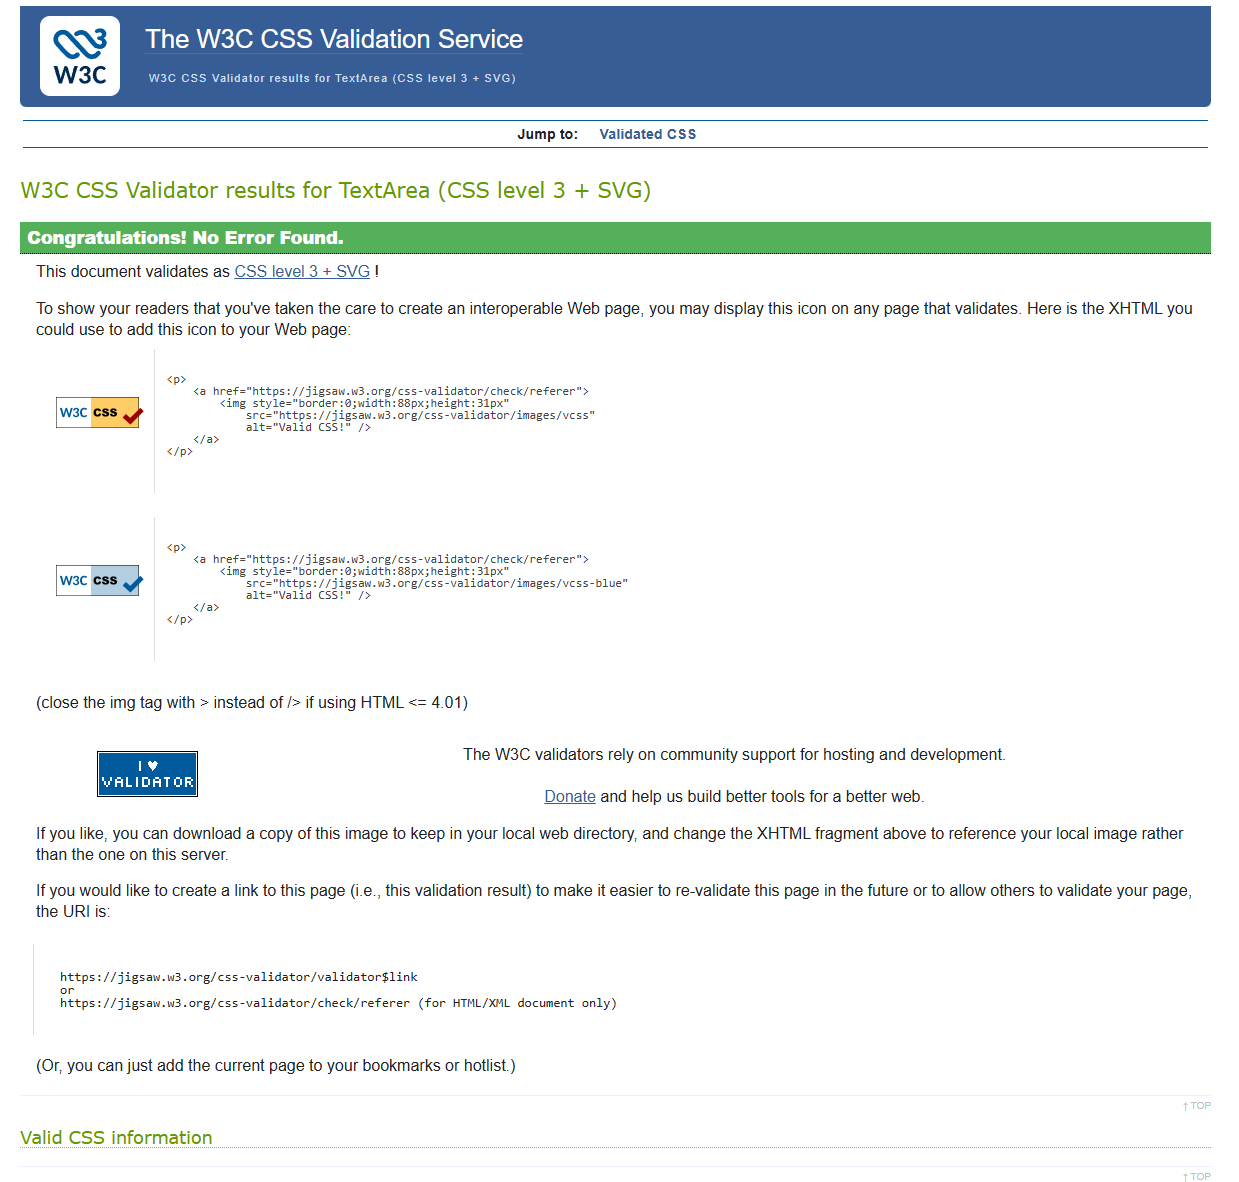 W3C
The W3C CSS Validation Service
W3C CSS Validator results for TextArea (CSS level 3 + SVG)
Jump to: Validated CSS
W3C CSS Validator results for TextArea (CSS level 3 + SVG)
Congratulations! No Error Found.
This document validates as CSS level 3 + SVG !
To show your readers that you've taken the care to create an interoperable Web page, you may display this icon on any page that validates. Here is the XHTML you
could use to add this icon to your Web page:
W3C css
<p>
    <a href="https://jigsaw.w3.org/css-validator/check/referer">
        <img style="border:0;width:88px;height:31px"
            src="https://jigsaw.w3.org/css-validator/images/vcss"
            alt="Valid CSS!" />
    </a>
</p>
W3C css
<p>
    <a href="https://jigsaw.w3.org/css-validator/check/referer">
        <img style="border:0;width:88px;height:31px"
            src="https://jigsaw.w3.org/css-validator/images/vcss-blue"
            alt="Valid CSS!" />
    </a>
</p>
(close the img tag with > instead of /> if using HTML <= 4.01)
I ♥
VALIDATOR
The W3C validators rely on community support for hosting and development.
Donate and help us build better tools for a better web.
If you like, you can download a copy of this image to keep in your local web directory, and change the XHTML fragment above to reference your local image rather
than the one on this server.
If you would like to create a link to this page (i.e., this validation result) to make it easier to re-validate this page in the future or to allow others to validate your page,
the URI is:
https://jigsaw.w3.org/css-validator/validator$link
or
https://jigsaw.w3.org/css-validator/check/referer (for HTML/XML document only)
(Or, you can just add the current page to your bookmarks or hotlist.)
↑ TOP
Valid CSS information
↑ TOP